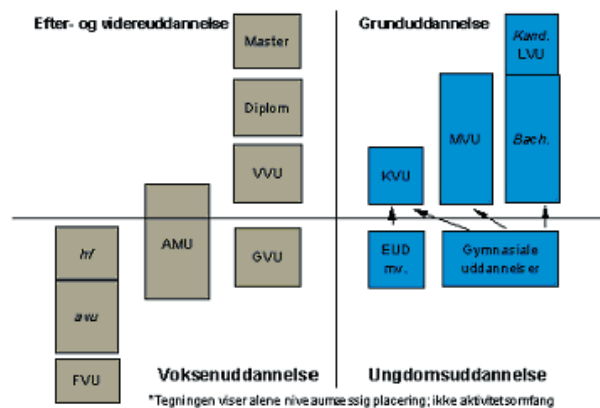 Efter- og videreuddannelse
Grunduddannelse
Master
Diplom
VVU
Kand.
LVU
Bach.
MVU
KVU
hf
avu
FVU
AMU
GVU
EUD
mv.
Gymnasiale
uddannelser
Voksenuddannelse
Ungdomsuddannelse
*Tegningen viser alene niveaumæssig placering; ikke aktivitetsomfang